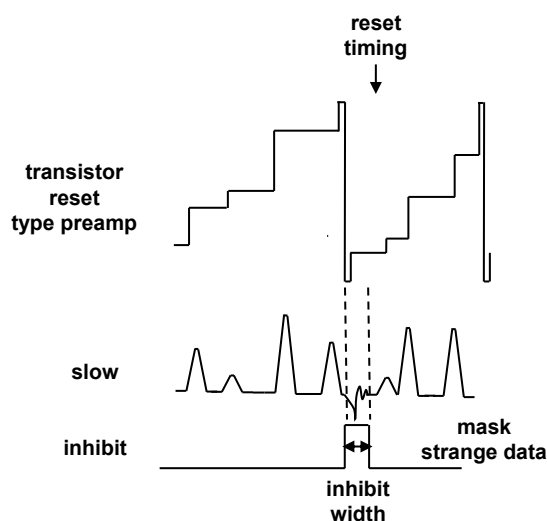 reset
timing
transistor
reset
type preamp
slow
inhibit
mask
strange data
inhibit
width